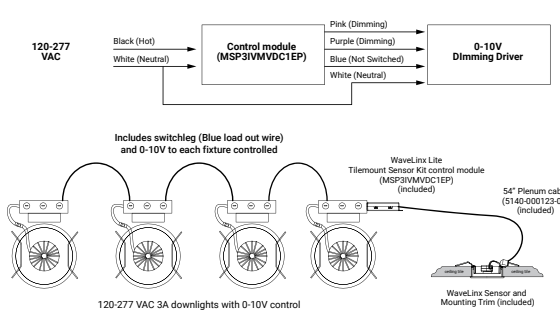 120-277
VAC
Black (Hot)
White (Neutral)
Control module
(MSP3IVMVDC1EP)
Pink (Dimming)
Purple (Dimming)
Blue (Not Switched)
White (Neutral)
0-10V
DImming Driver
Includes switchleg (Blue load out wire)
and 0-10V to each fixture controlled
WaveLinx Lite
Tilemount Sensor Kit control module
(MSP3IVMVDC1EP)
(included)
54" Plenum cab
(5140-000123-0
(included)
ceiling tile
ceiling tile
120-277 VAC 3A downlights with 0-10V control
WaveLinx Sensor and
Mounting Trim (included)